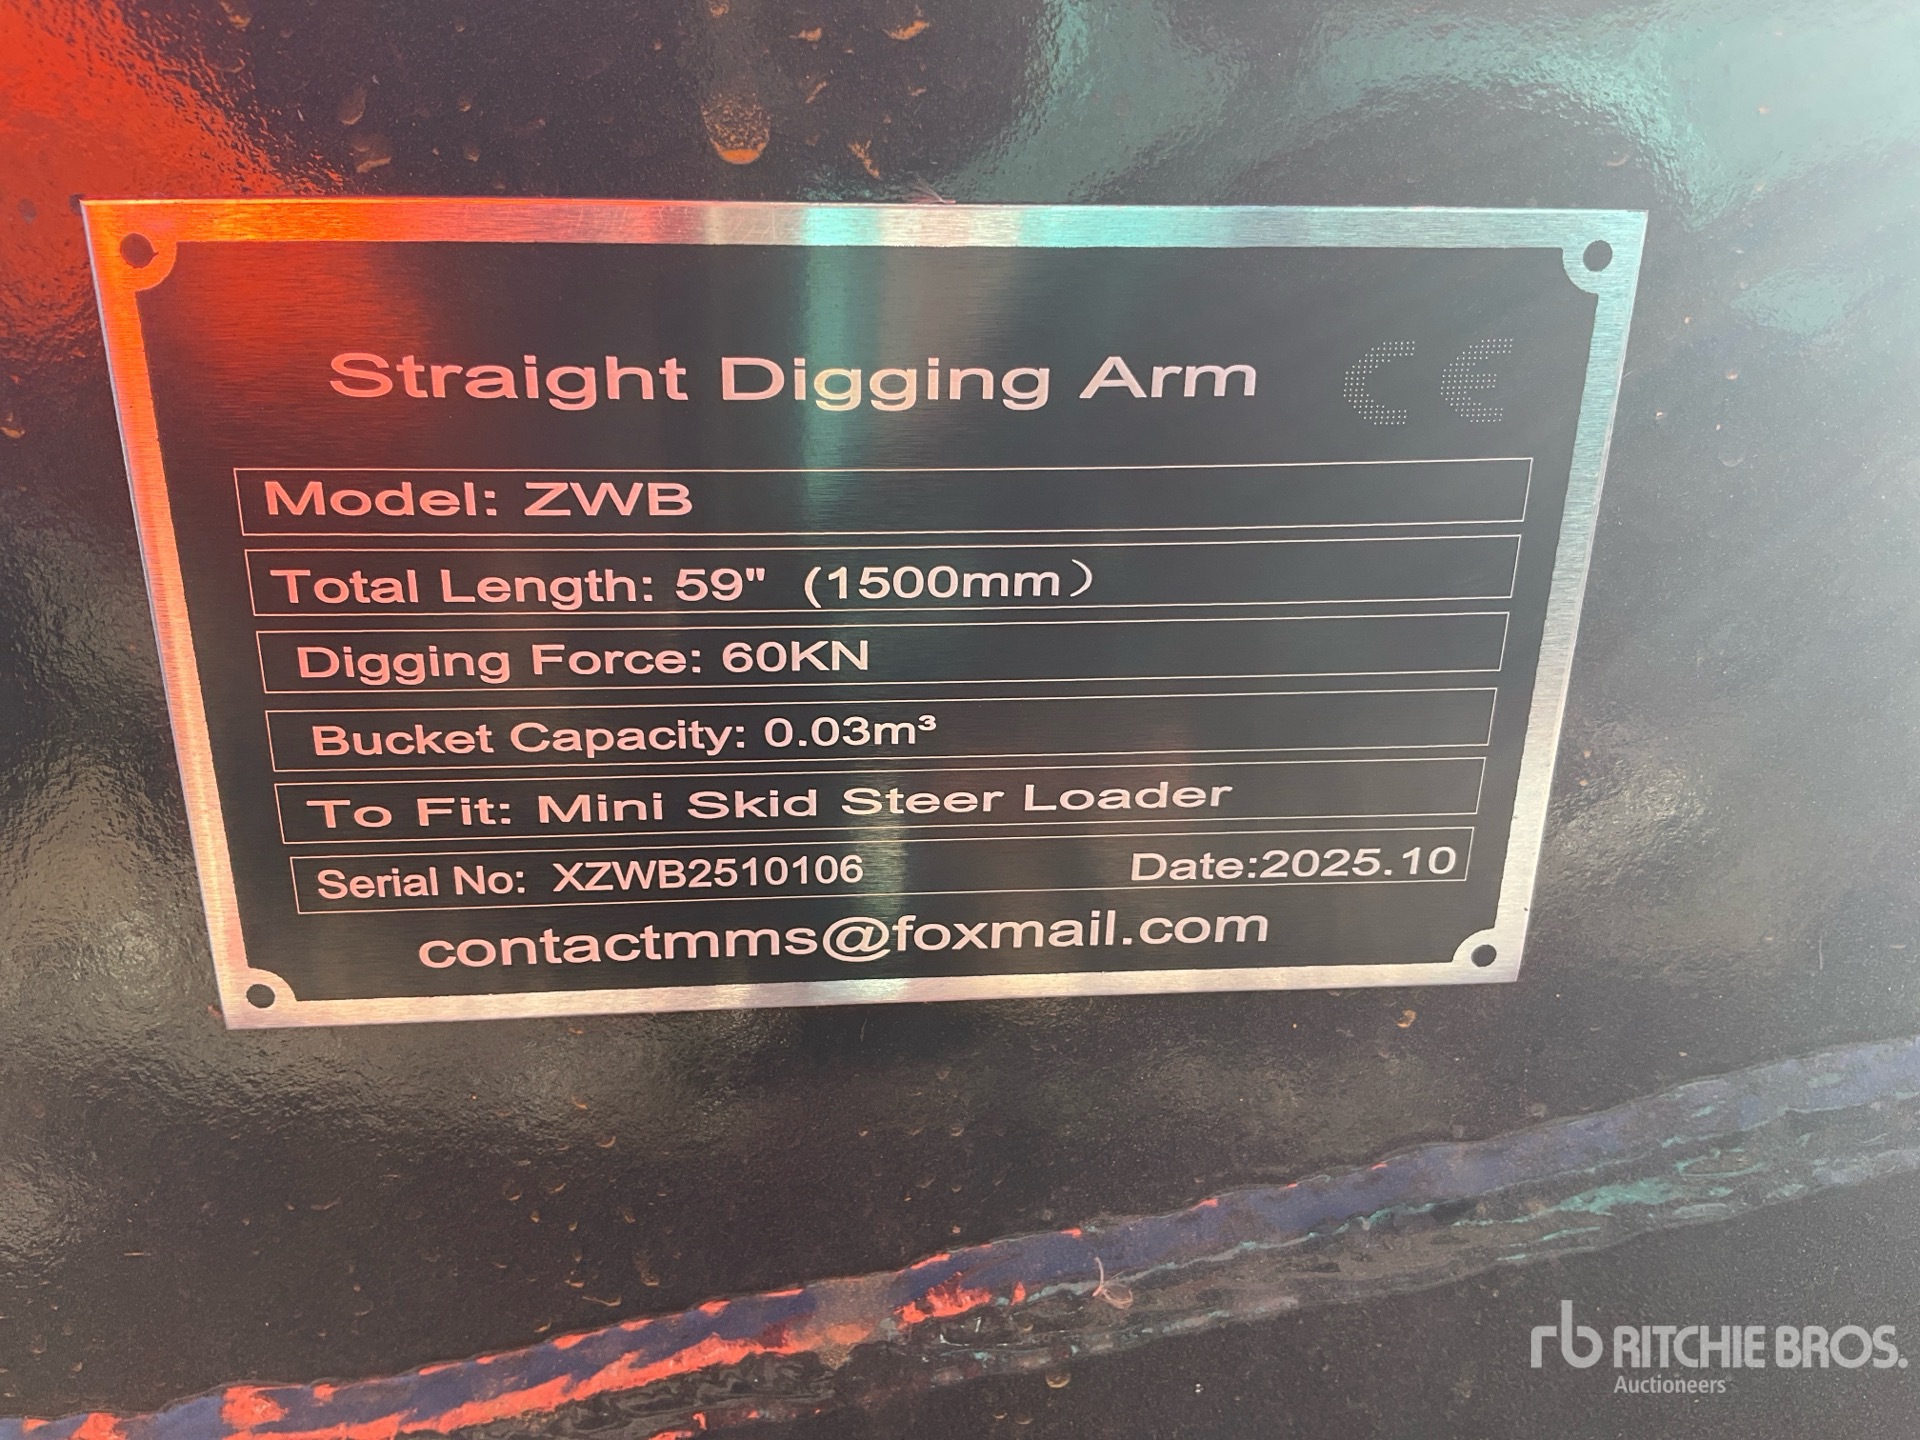 Straight Digging Arm CE
Model: ZWB
Total Length: 59" (1500mm）
Digging Force: 60KN
Bucket Capacity: 0.03m³
To Fit: Mini Skid Steer Loader
Serial No: XZWB2510106 Date:2025.10
contactmms@foxmail.com
rb RITCHIE BROS.
Auctioneers